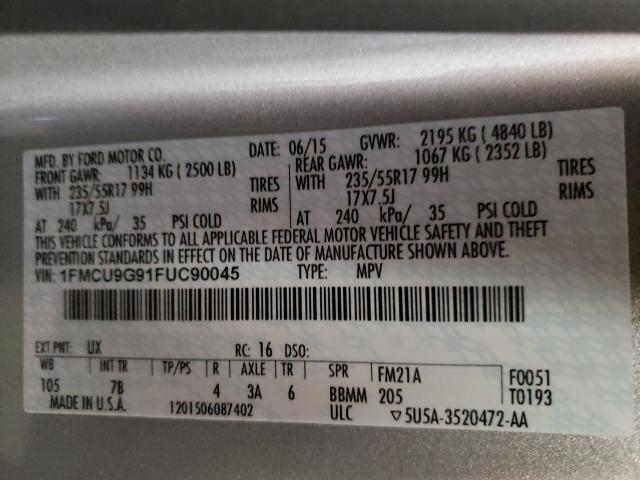 MFD. BY FORD MOTOR CO. DATE: 06/15 GVWR: 2195 KG ( 4840 LB)
FRONT GAWR: 1134 KG ( 2500 LB) REAR GAWR: 1067 KG ( 2352 LB)
WITH 235/55R17 99H TIRES WITH 235/55R17 99H TIRES
17X7.5J RIMS 17X7.5J RIMS
AT 240 kPa/ 35 PSI COLD AT 240 kPa/ 35 PSI COLD
THIS VEHICLE CONFORMS TO ALL APPLICABLE FEDERAL MOTOR VEHICLE SAFETY AND THEFT
PREVENTION STANDARDS IN EFFECT ON THE DATE OF MANUFACTURE SHOWN ABOVE.
VIN: 1FMCU9G91FUC90045 TYPE: MPV
EXT PNT: UX RC: 16 DSO:
WB INT TR TP/PS R AXLE TR SPR FM21A F0051
105 7B 4 3A 6 BBMM 205 T0193
MADE IN U.S.A. 1201506087402 ULC ▽5U5A-3520472-AA